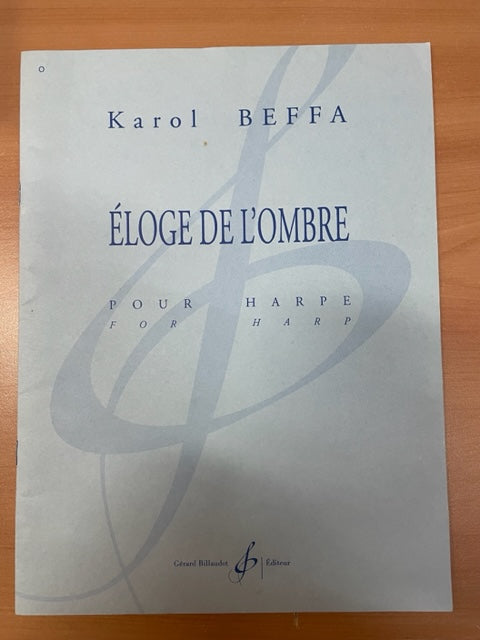 Karol BEFFA
ÉLOGE DE L'OMBRE
POUR HARPE
FOR HARP
Gérard Billaudot Éditeur